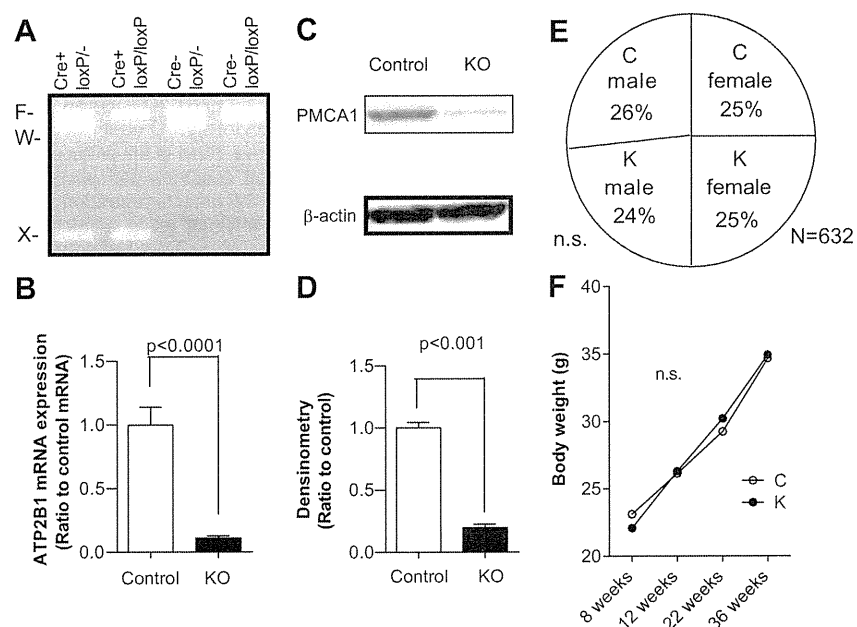 A
Cre+ loxP/-
Cre+ loxP/loxP
Cre- loxP/-
Cre- loxP/loxP
F-
W-
X-
B
p<0.0001
ATP2B1 mRNA expression
(Ratio to control mRNA)
1.5
1.0
0.5
0.0
Control KO
C
Control KO
PMCA1
β-actin
D
p<0.001
Densinometry
(Ratio to control)
1.5
1.0
0.5
0.0
Control KO
E
C male 26%
C female 25%
K male 24%
K female 25%
n.s.
N=632
F
Body weight (g)
40
35
30
25
20
n.s.
C
K
8 weeks
12 weeks
22 weeks
36 weeks